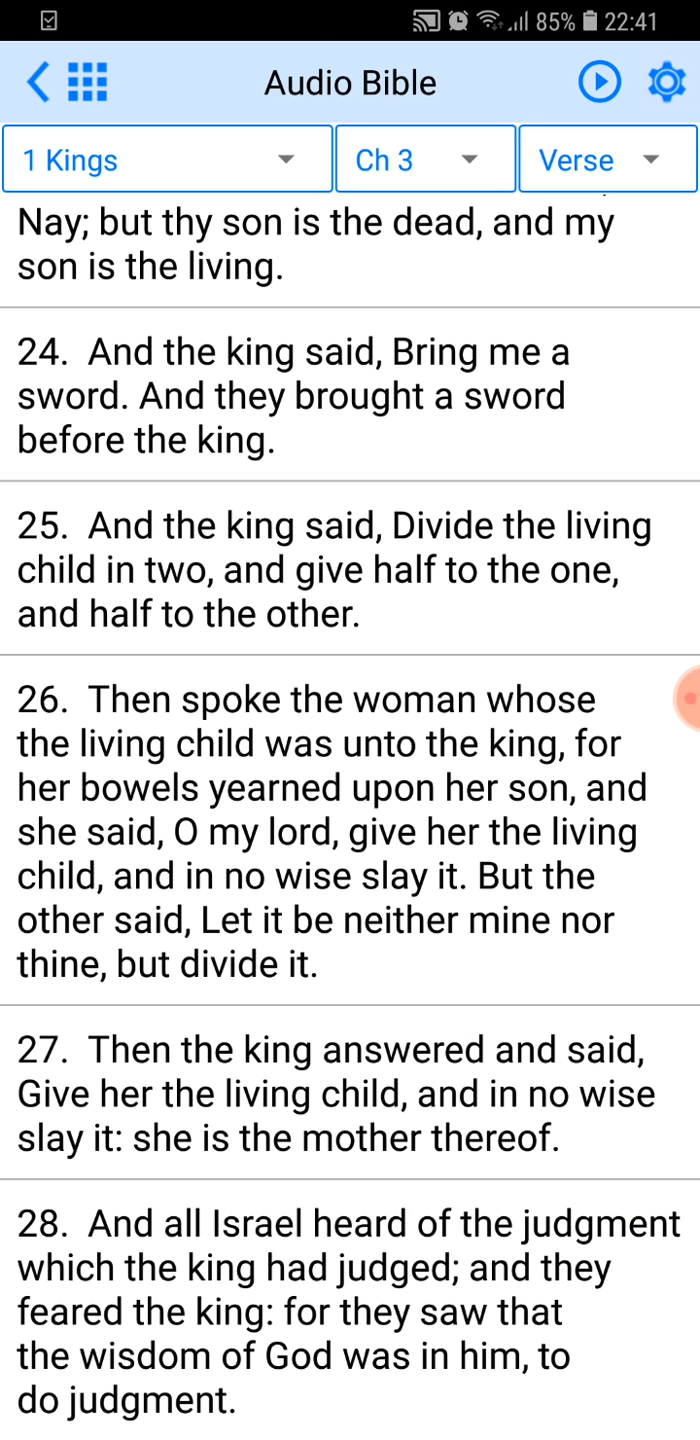 85% 22:41
Audio Bible
1 Kings Ch 3 Verse
Nay; but thy son is the dead, and my
son is the living.
24. And the king said, Bring me a
sword. And they brought a sword
before the king.
25. And the king said, Divide the living
child in two, and give half to the one,
and half to the other.
26. Then spoke the woman whose
the living child was unto the king, for
her bowels yearned upon her son, and
she said, O my lord, give her the living
child, and in no wise slay it. But the
other said, Let it be neither mine nor
thine, but divide it.
27. Then the king answered and said,
Give her the living child, and in no wise
slay it: she is the mother thereof.
28. And all Israel heard of the judgment
which the king had judged; and they
feared the king: for they saw that
the wisdom of God was in him, to
do judgment.